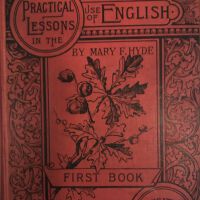 PRACTICAL
LESSONS
IN THE
USE OF ENGLISH
BY MARY F. HYDE
FIRST BOOK